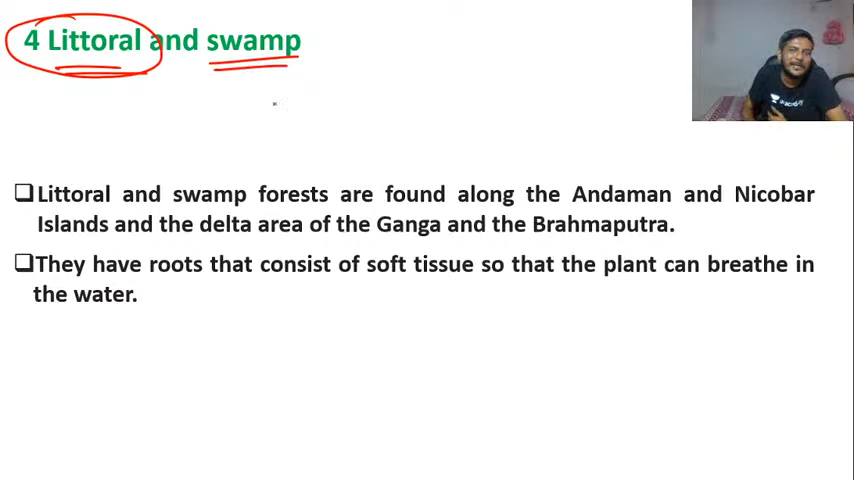 4 Littoral and swamp
❑Littoral and swamp forests are found along the Andaman and Nicobar
Islands and the delta area of the Ganga and the Brahmaputra.
❑They have roots that consist of soft tissue so that the plant can breathe in
the water.